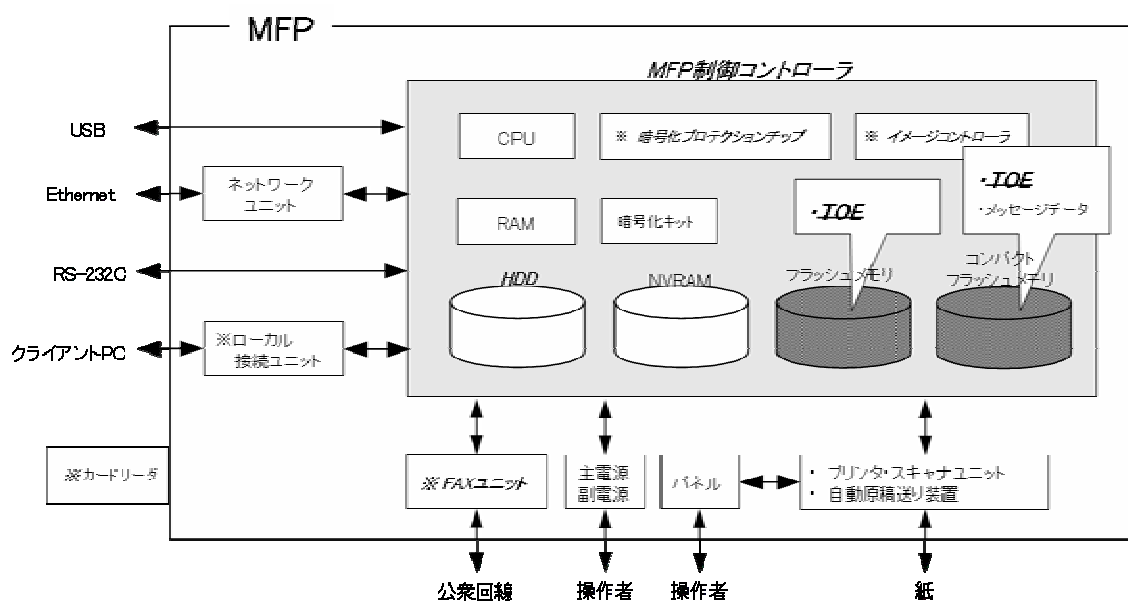 MFP
MFP制御コントローラ
USB
CPU
※ 暗号化プロテクションチップ
※ イメージコントローラ
Ethernet
ネットワーク
ユニット
RAM
暗号化キット
・TOE
・TOE
・メッセージデータ
RS-232C
HDD
NVRAM
フラッシュメモリ
コンパクト
フラッシュメモリ
クライアントPC
※ローカル
接続ユニット
※カードリーダ
※FAXユニット
主電源
副電源
パネル
・ プリンタ・スキャナユニット
・ 自動原稿送り装置
公衆回線
操作者
操作者
紙